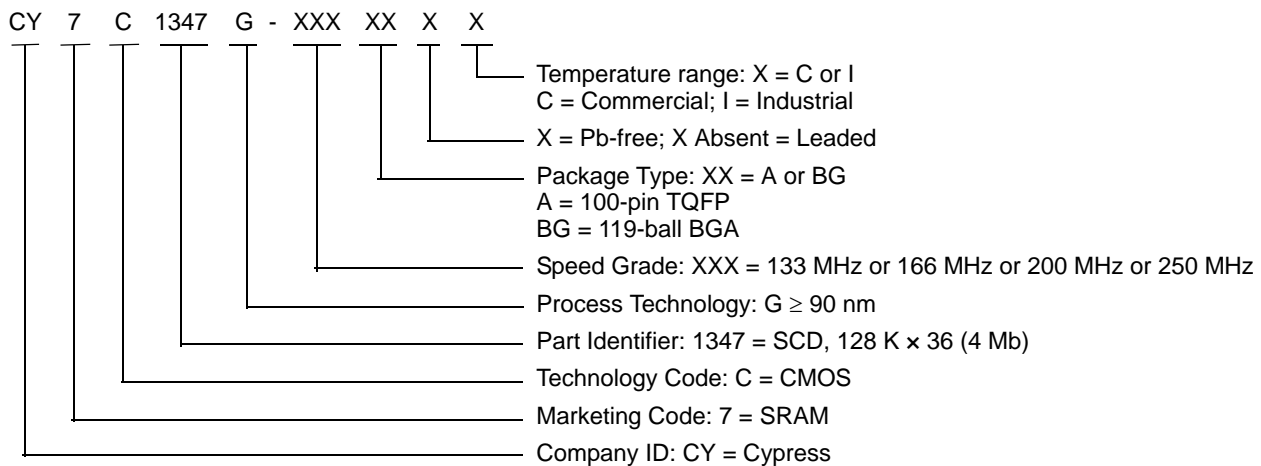 CY 7 C 1347 G - XXX XX X X
Temperature range: X = C or I
C = Commercial; I = Industrial
X = Pb-free; X Absent = Leaded
Package Type: XX = A or BG
A = 100-pin TQFP
BG = 119-ball BGA
Speed Grade: XXX = 133 MHz or 166 MHz or 200 MHz or 250 MHz
Process Technology: G ≥ 90 nm
Part Identifier: 1347 = SCD, 128 K × 36 (4 Mb)
Technology Code: C = CMOS
Marketing Code: 7 = SRAM
Company ID: CY = Cypress